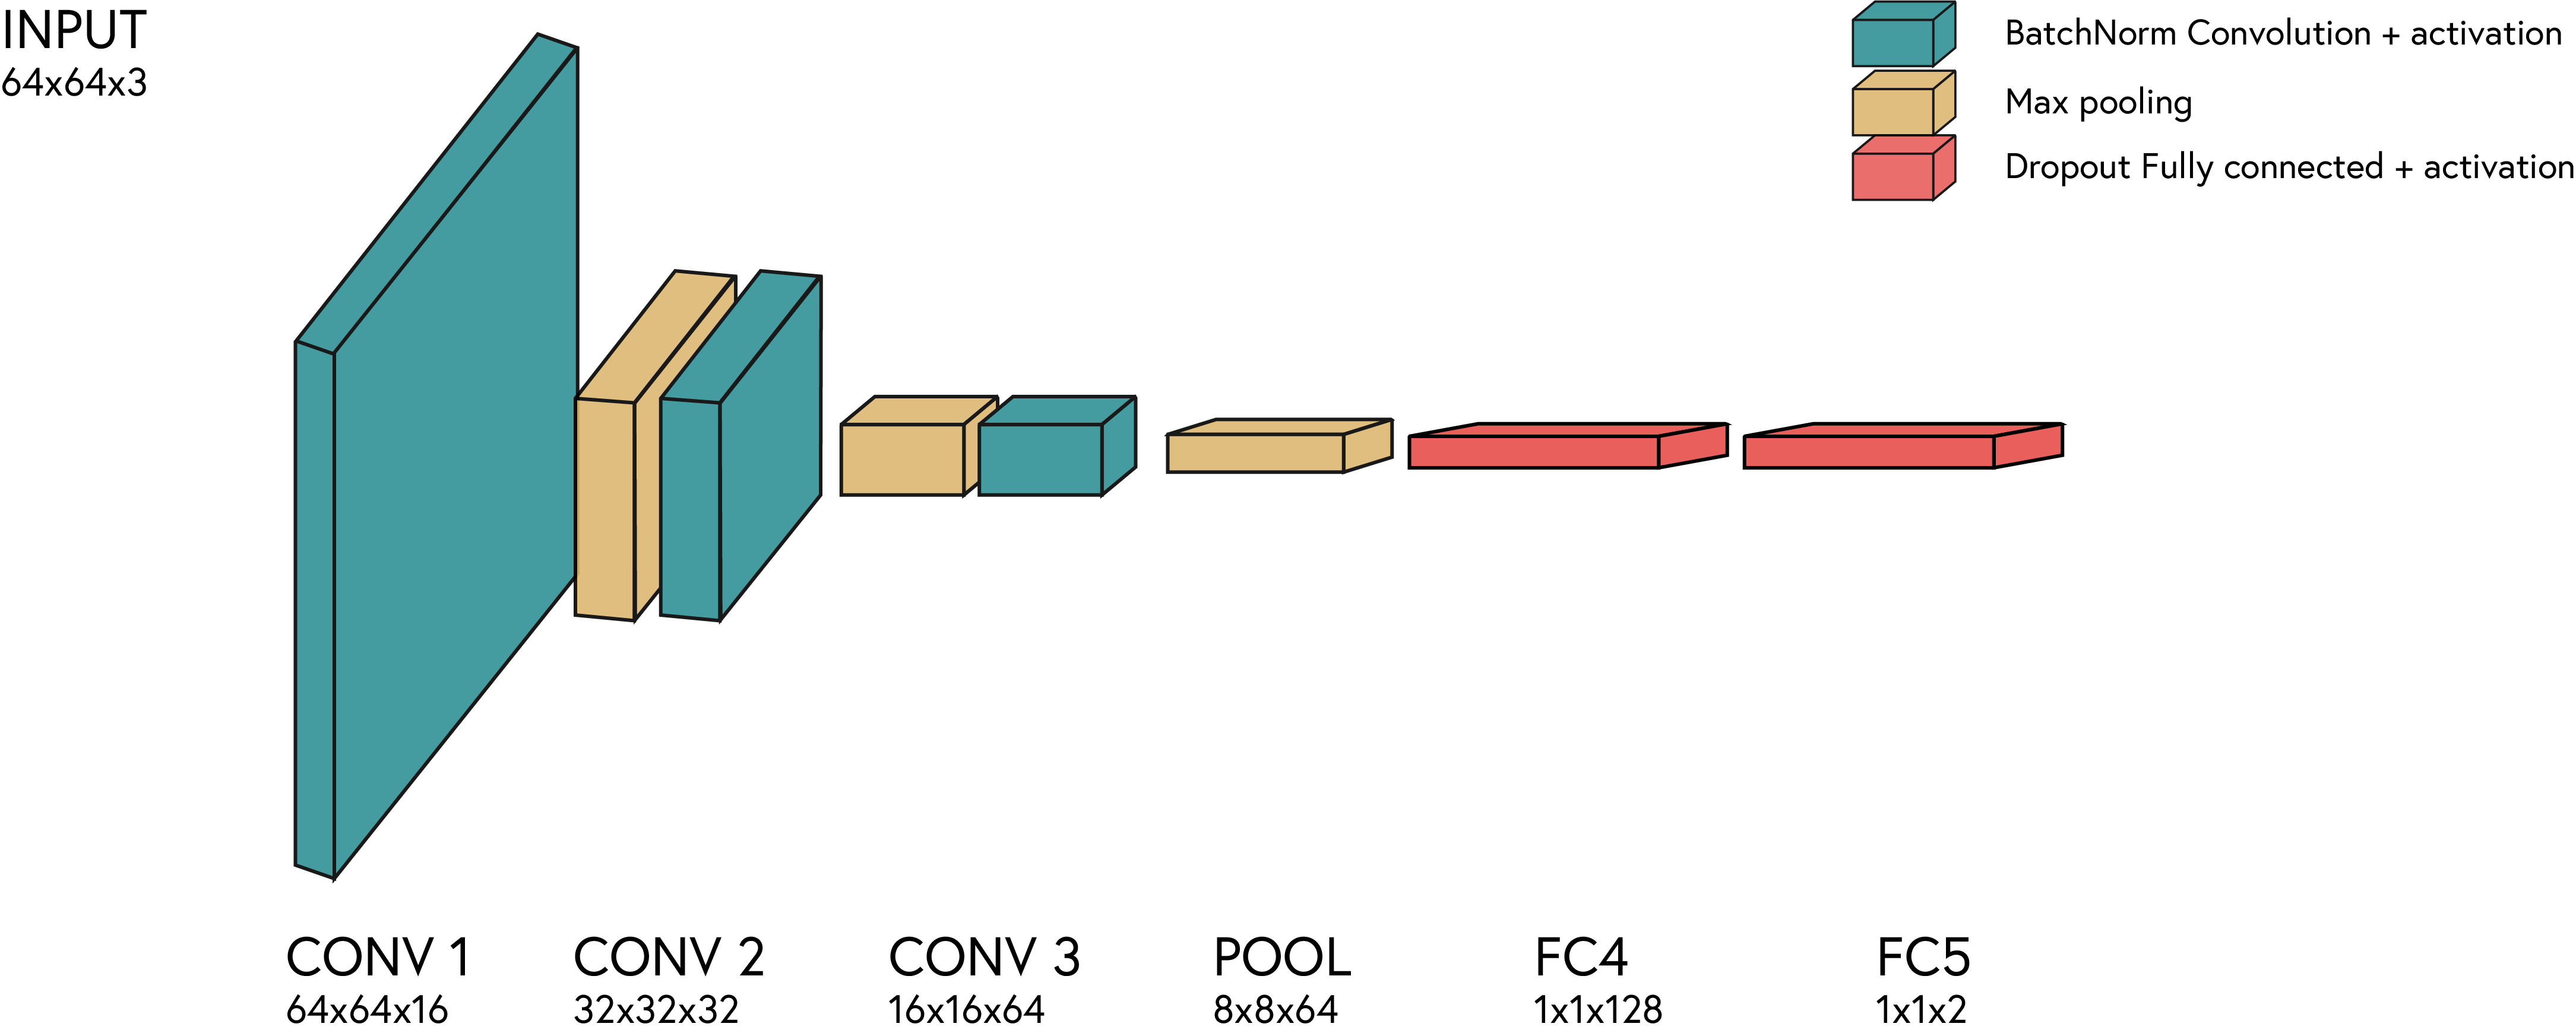 INPUT
64x64x3
BatchNorm Convolution + activation
Max pooling
Dropout Fully connected + activation
CONV 1
64x64x16
CONV 2
32x32x32
CONV 3
16x16x64
POOL
8x8x64
FC4
1x1x128
FC5
1x1x2